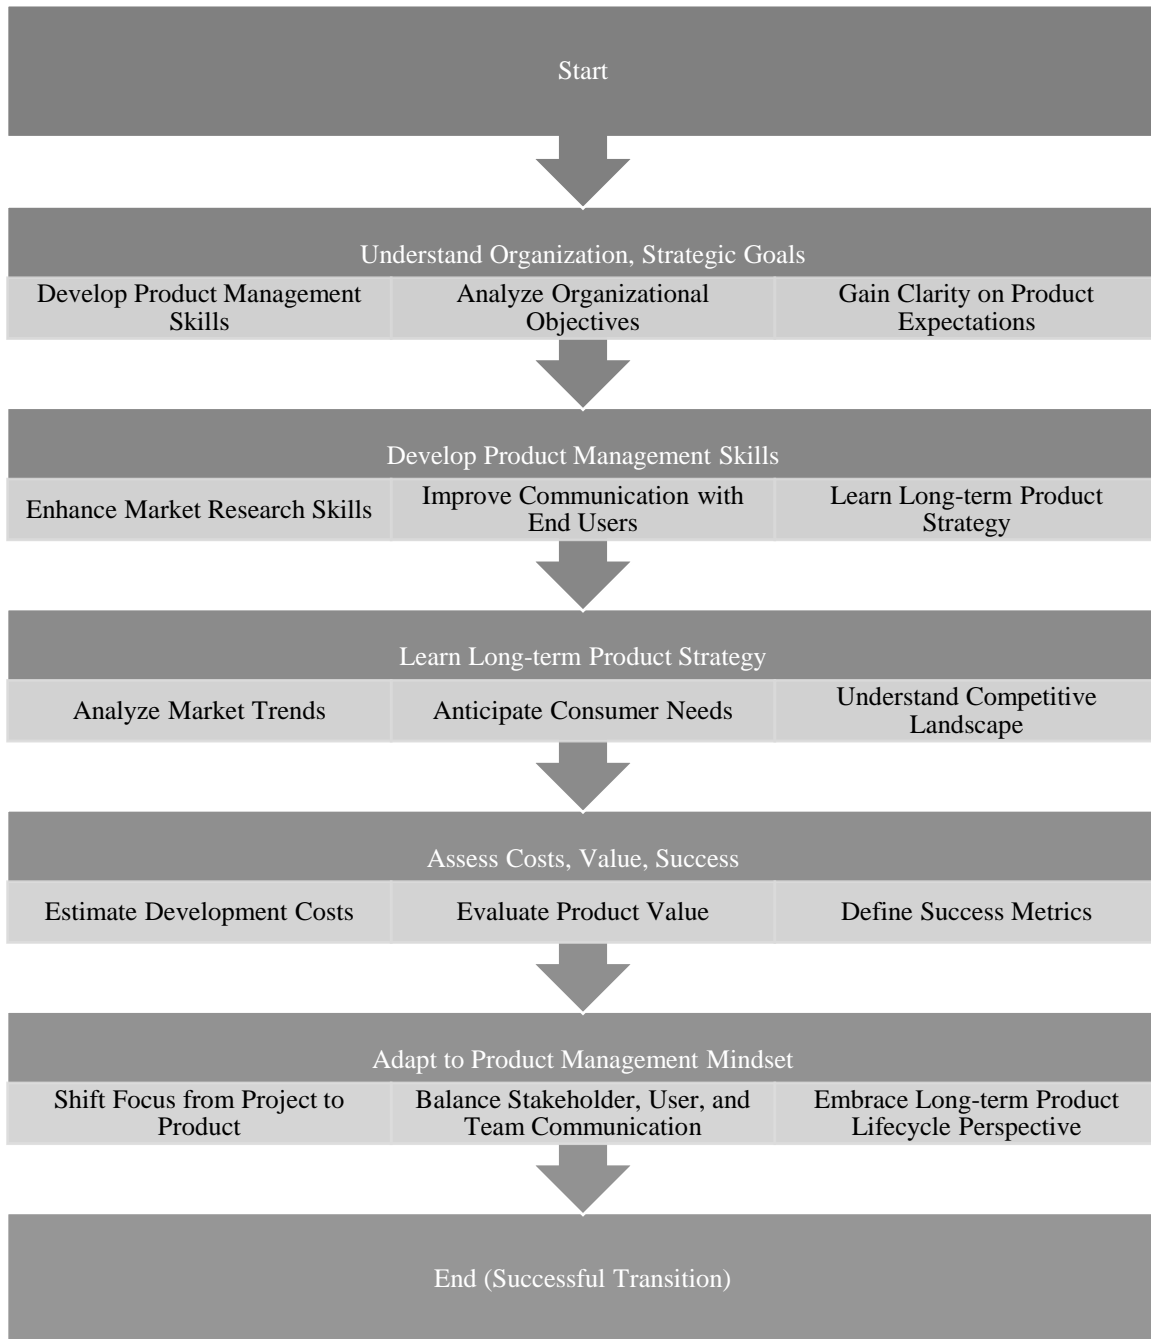 Start
Understand Organization, Strategic Goals
Develop Product Management
Skills
Analyze Organizational
Objectives
Gain Clarity on Product
Expectations
Develop Product Management Skills
Enhance Market Research Skills
Improve Communication with
End Users
Learn Long-term Product
Strategy
Learn Long-term Product Strategy
Analyze Market Trends
Anticipate Consumer Needs
Understand Competitive
Landscape
Assess Costs, Value, Success
Estimate Development Costs
Evaluate Product Value
Define Success Metrics
Adapt to Product Management Mindset
Shift Focus from Project to
Product
Balance Stakeholder, User, and
Team Communication
Embrace Long-term Product
Lifecycle Perspective
End (Successful Transition)